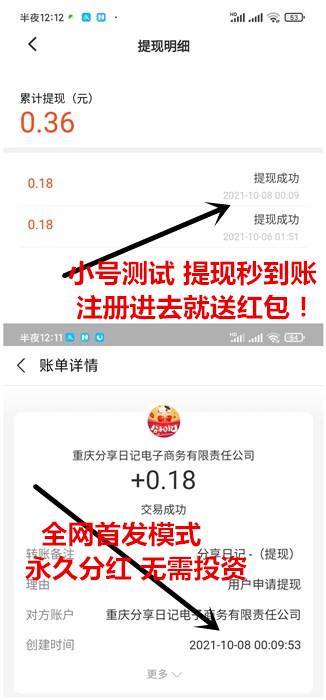 半夜12:12
53
提现明细
累计提现（元）
0.36
0.18
提现成功
2021-10-08 00:09
0.18
提现成功
2021-10-06 01:51
小号测试 提现秒到账
注册进去就送红包！
半夜12:11
54
账单详情
重庆分享日记电子商务有限责任公司
+0.18
交易成功
全网首发模式
转账备注
分享日记 -（提现）
永久分红 无需投资
理由
用户申请提现
对方账户
重庆分享日记电子商务有限责任公司
创建时间
2021-10-08 00:09:53
更多